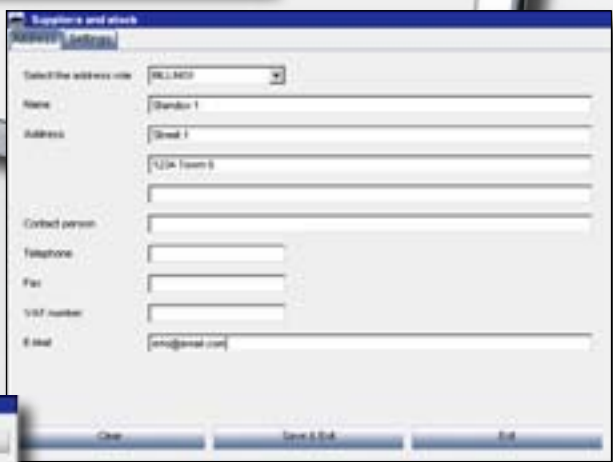 Suppliers and stock
Address Settings
Select the address role BILLING1
Name Standox 1
Address Street 1
1234 Town 6
Contact person
Telephone
Fax
VAT number
E-Mail info@email.com
Clear Save & Exit Exit